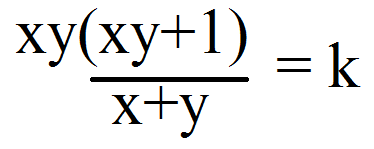 xy(xy+1)
x+y
= k